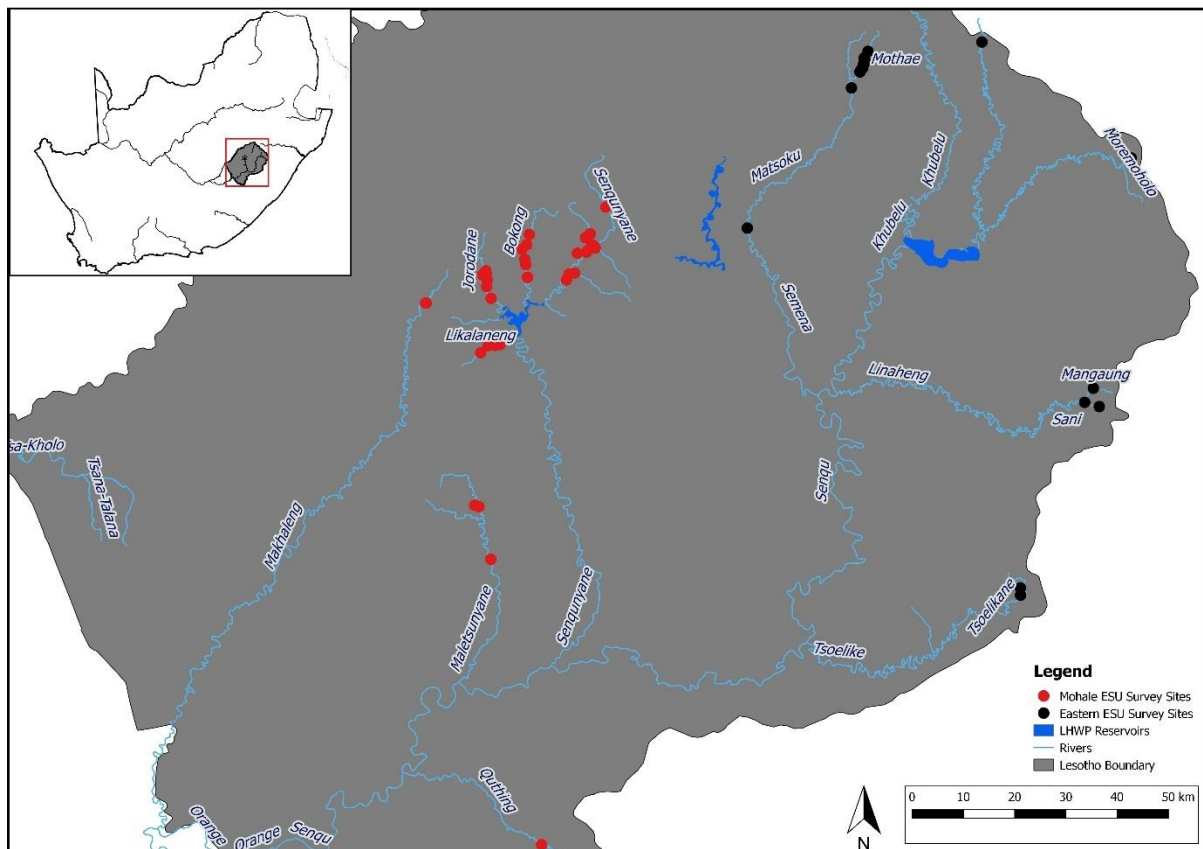 Mothae
Moremoholo
Khubelu
Matsoku
Senqunyane
Bokong
Jorodane
Khubelu
Semena
Likalaneng
Linaheng
Mangaung
Sani
sa-Kholo
Tsana-Talana
Senqu
Makhaleng
Senqunyane
Maletsunyane
Tsoelikane
Tsoelike
Quthing
Orange
Orange
Senqu
Legend
Mohale ESU Survey Sites
Eastern ESU Survey Sites
LHWP Reservoirs
Rivers
Lesotho Boundary
N
0 10 20 30 40 50 km